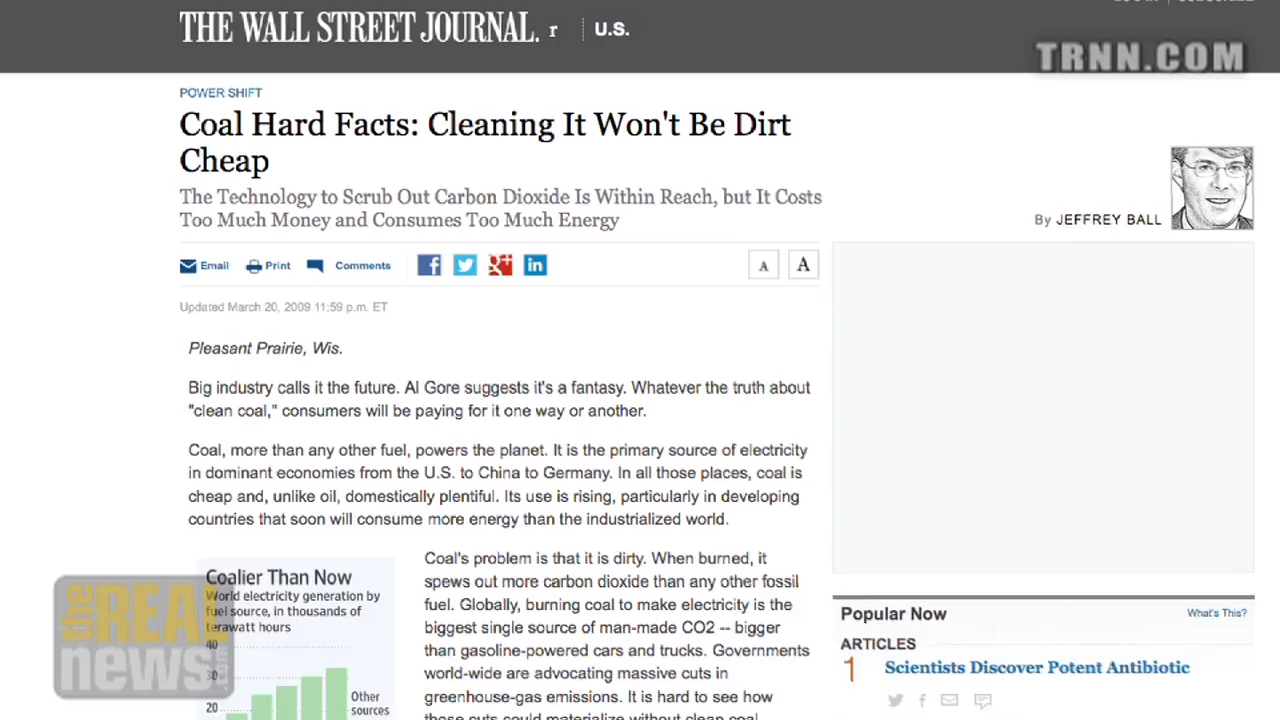 THE WALL STREET JOURNAL. r U.S.
TRNN.COM
POWER SHIFT
Coal Hard Facts: Cleaning It Won't Be Dirt
Cheap
The Technology to Scrub Out Carbon Dioxide Is Within Reach, but It Costs
Too Much Money and Consumes Too Much Energy
By JEFFREY BALL
Email Print Comments
A A
Updated March 20, 2009 11:59 p.m. ET
Pleasant Prairie, Wis.
Big industry calls it the future. Al Gore suggests it's a fantasy. Whatever the truth about
"clean coal," consumers will be paying for it one way or another.
Coal, more than any other fuel, powers the planet. It is the primary source of electricity
in dominant economies from the U.S. to China to Germany. In all those places, coal is
cheap and, unlike oil, domestically plentiful. Its use is rising, particularly in developing
countries that soon will consume more energy than the industrialized world.
Coalier Than Now
World electricity generation by
fuel source, in thousands of
terawatt hours
40
30
20
Other
sources
Coal's problem is that it is dirty. When burned, it
spews out more carbon dioxide than any other fossil
fuel. Globally, burning coal to make electricity is the
biggest single source of man-made CO2 -- bigger
than gasoline-powered cars and trucks. Governments
world-wide are advocating massive cuts in
greenhouse-gas emissions. It is hard to see how
those cuts could materialize without clean coal
Popular Now What's This?
ARTICLES
1 Scientists Discover Potent Antibiotic
the REAL
news.com